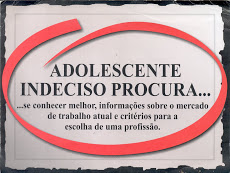 ADOLESCENTE
INDECISO PROCURA...
...se conhecer melhor, informações sobre o mercado
de trabalho atual e critérios para a
escolha de uma profissão.